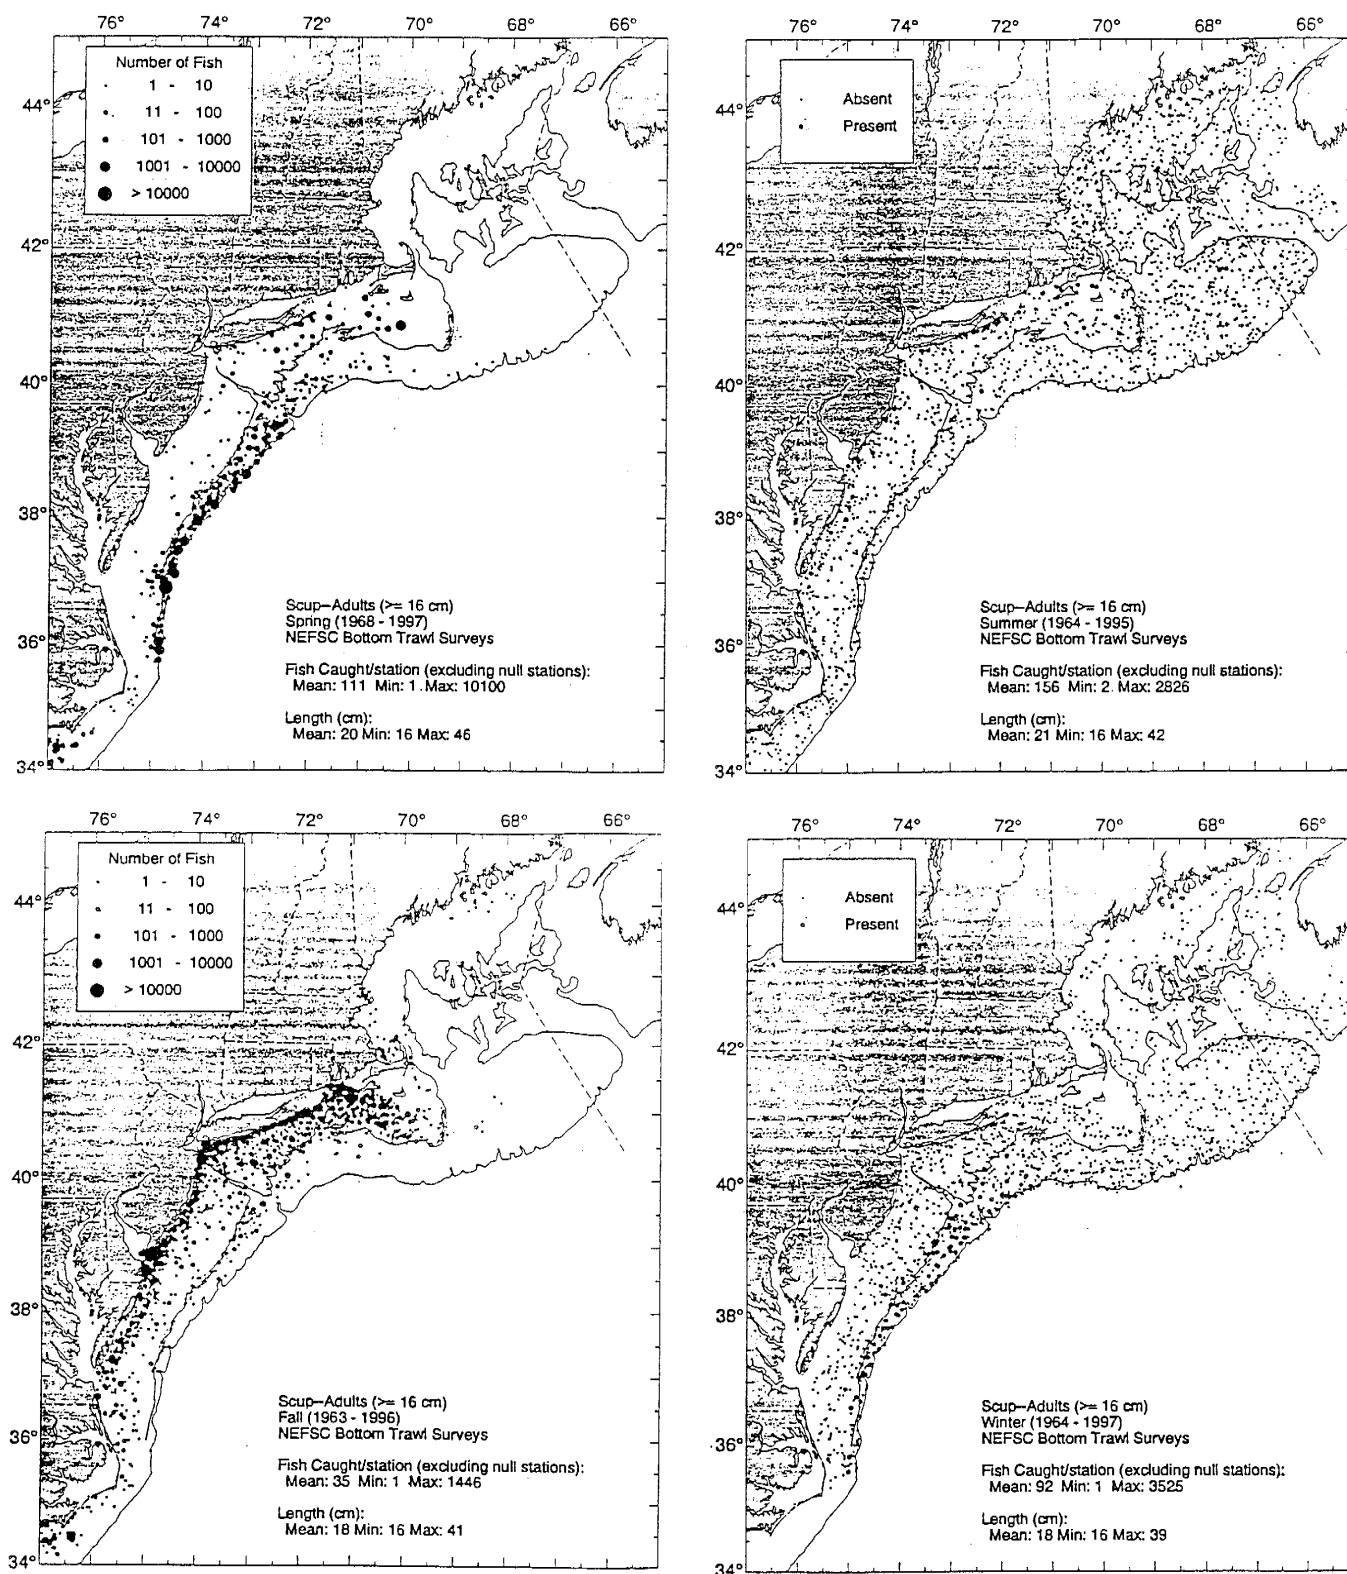 76° 74° 72° 70° 68° 66°
Number of Fish
1 - 10
11 - 100
101 - 1000
1001 - 10000
> 10000
44°
42°
40°
38°
36°
34°
Scup-Adults (>= 16 cm)
Spring (1968 - 1997)
NEFSC Bottom Trawl Surveys
Fish Caught/station (excluding null stations):
Mean: 111 Min: 1 Max: 10100
Length (cm):
Mean: 20 Min: 16 Max: 46
76° 74° 72° 70° 68° 66°
Absent
Present
44°
42°
40°
38°
36°
34°
Scup-Adults (>= 16 cm)
Summer (1964 - 1995)
NEFSC Bottom Trawl Surveys
Fish Caught/station (excluding null stations):
Mean: 156 Min: 2 Max: 2826
Length (cm):
Mean: 21 Min: 16 Max: 42
76° 74° 72° 70° 68° 66°
Number of Fish
1 - 10
11 - 100
101 - 1000
1001 - 10000
> 10000
44°
42°
40°
38°
36°
34°
Scup-Adults (>= 16 cm)
Fall (1963 - 1996)
NEFSC Bottom Trawl Surveys
Fish Caught/station (excluding null stations):
Mean: 35 Min: 1 Max: 1446
Length (cm):
Mean: 18 Min: 16 Max: 41
76° 74° 72° 70° 68° 66°
Absent
Present
44°
42°
40°
38°
36°
34°
Scup-Adults (>= 16 cm)
Winter (1964 - 1997)
NEFSC Bottom Trawl Surveys
Fish Caught/station (excluding null stations):
Mean: 92 Min: 1 Max: 3525
Length (cm):
Mean: 18 Min: 16 Max: 39